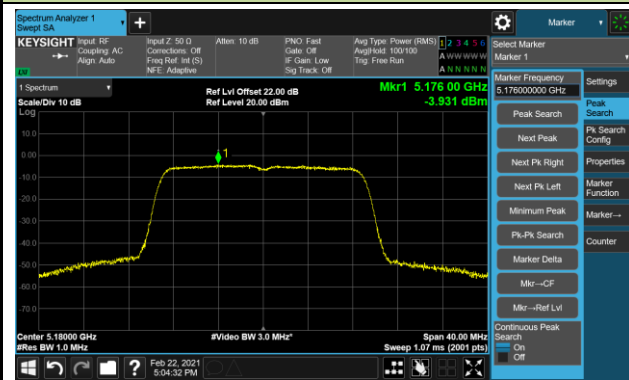 Spectrum Analyzer 1
Swept SA
Marker
KEYSIGHT
Input: RF
Coupling: AC
Align: Auto
Input Z: 50 Ω
Corrections: Off
Freq Ref: Int (S)
NFE: Adaptive
Atten: 10 dB
PNO: Fast
Gate: Off
IF Gain: Low
Sig Track: Off
Avg Type: Power (RMS)
Avg|Hold: 100/100
Trig: Free Run
1 2 3 4 5 6
A W W W W W
A N N N N N
LXI
Select Marker
Marker 1
1 Spectrum
Scale/Div 10 dB
Log
Ref Lvl Offset 22.00 dB
Ref Level 20.00 dBm
Mkr1 5.176 00 GHz
-3.931 dBm
10.0
0.00
-10.0
-20.0
-30.0
-40.0
-50.0
-60.0
-70.0
1
Center 5.18000 GHz
#Res BW 1.0 MHz
#Video BW 3.0 MHz*
Span 40.00 MHz
Sweep 1.07 ms (2001 pts)
Marker Frequency
5.176000000 GHz
Peak Search
Next Peak
Next Pk Right
Next Pk Left
Minimum Peak
Pk-Pk Search
Marker Delta
Mkr→CF
Mkr→Ref Lvl
Continuous Peak
Search
On
Off
Settings
Peak
Search
Pk Search
Config
Properties
Marker
Function
Marker→
Counter
?
Feb 22, 2021
5:04:32 PM